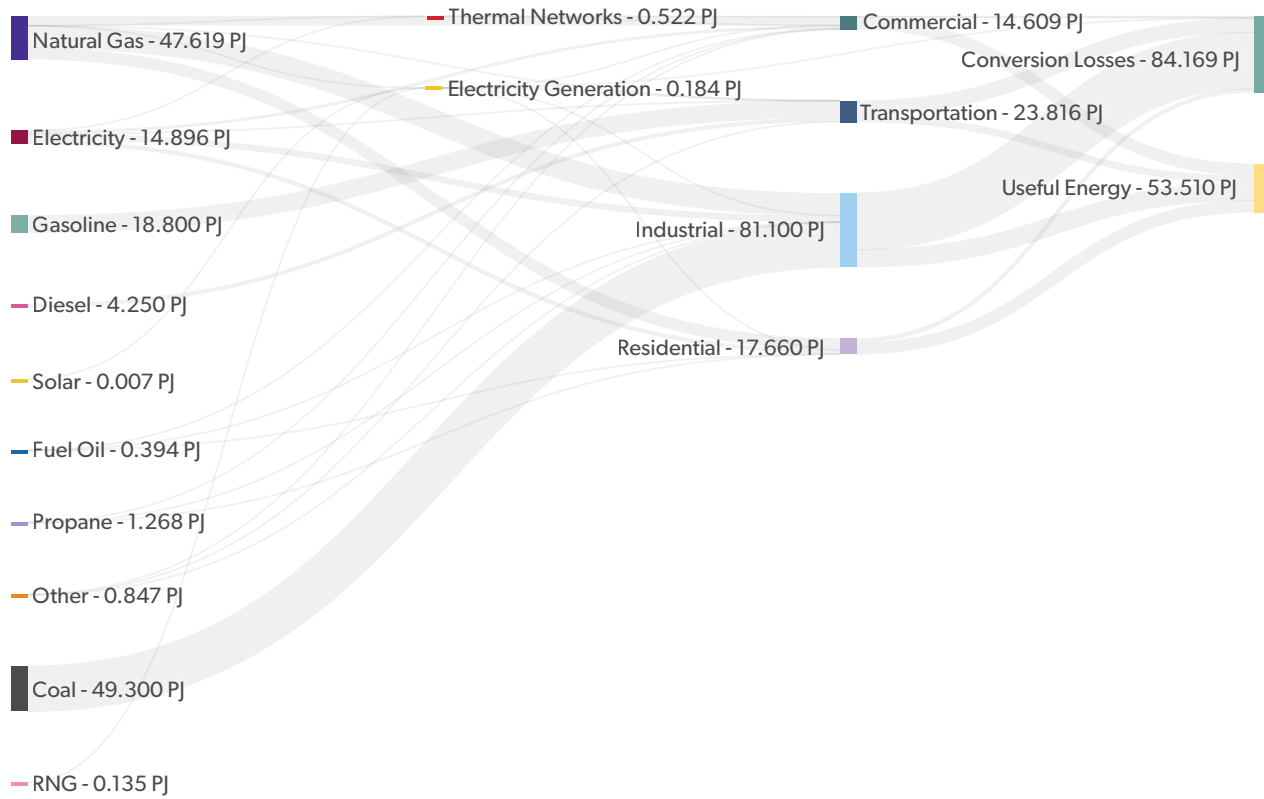 Natural Gas - 47.619 PJ
Electricity - 14.896 PJ
Gasoline - 18.800 PJ
Diesel - 4.250 PJ
Solar - 0.007 PJ
Fuel Oil - 0.394 PJ
Propane - 1.268 PJ
Other - 0.847 PJ
Coal - 49.300 PJ
RNG - 0.135 PJ
Thermal Networks - 0.522 PJ
Electricity Generation - 0.184 PJ
Commercial - 14.609 PJ
Transportation - 23.816 PJ
Industrial - 81.100 PJ
Residential - 17.660 PJ
Conversion Losses - 84.169 PJ
Useful Energy - 53.510 PJ